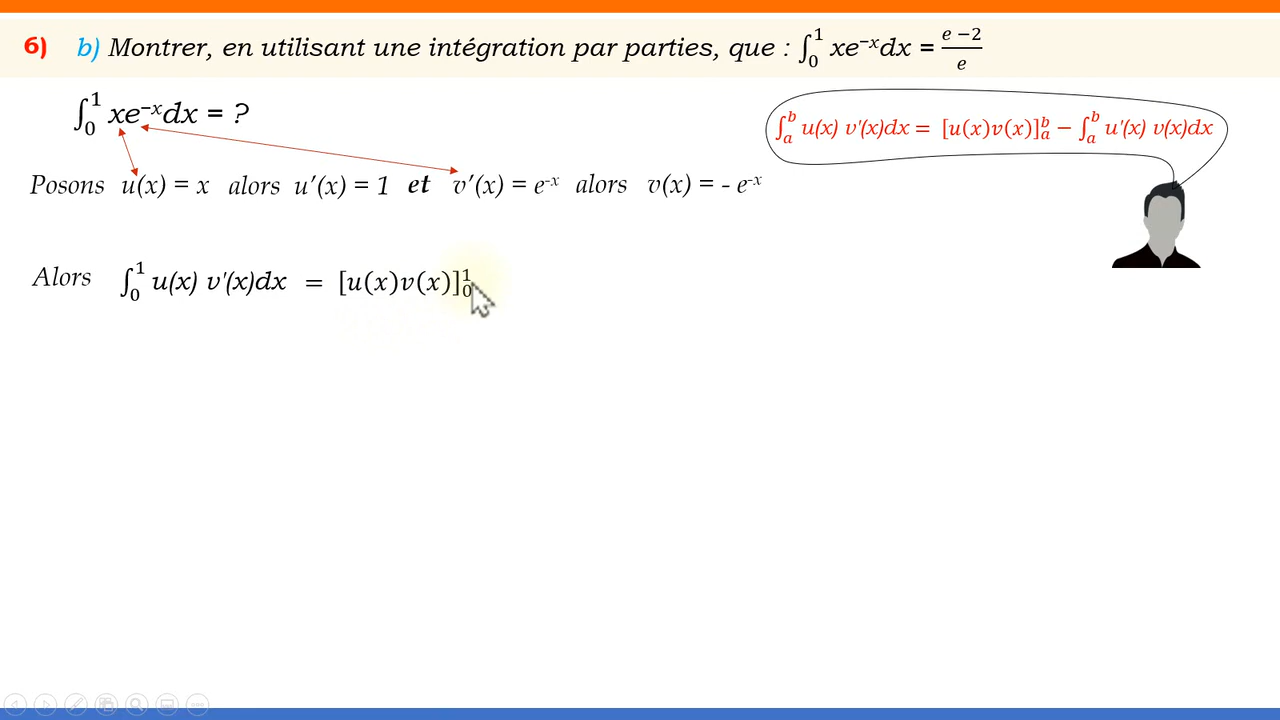 6) b) Montrer, en utilisant une intégration par parties, que : ∫₀¹ xe⁻ˣdx = (e −2)/e
∫₀¹ xe⁻ˣdx = ?
∫ₐᵇ u(x) v'(x)dx = [u(x)v(x)]ₐᵇ − ∫ₐᵇ u'(x) v(x)dx
Posons u(x) = x alors u'(x) = 1 et v'(x) = e⁻ˣ alors v(x) = - e⁻ˣ
Alors ∫₀¹ u(x) v'(x)dx = [u(x)v(x)]₀¹